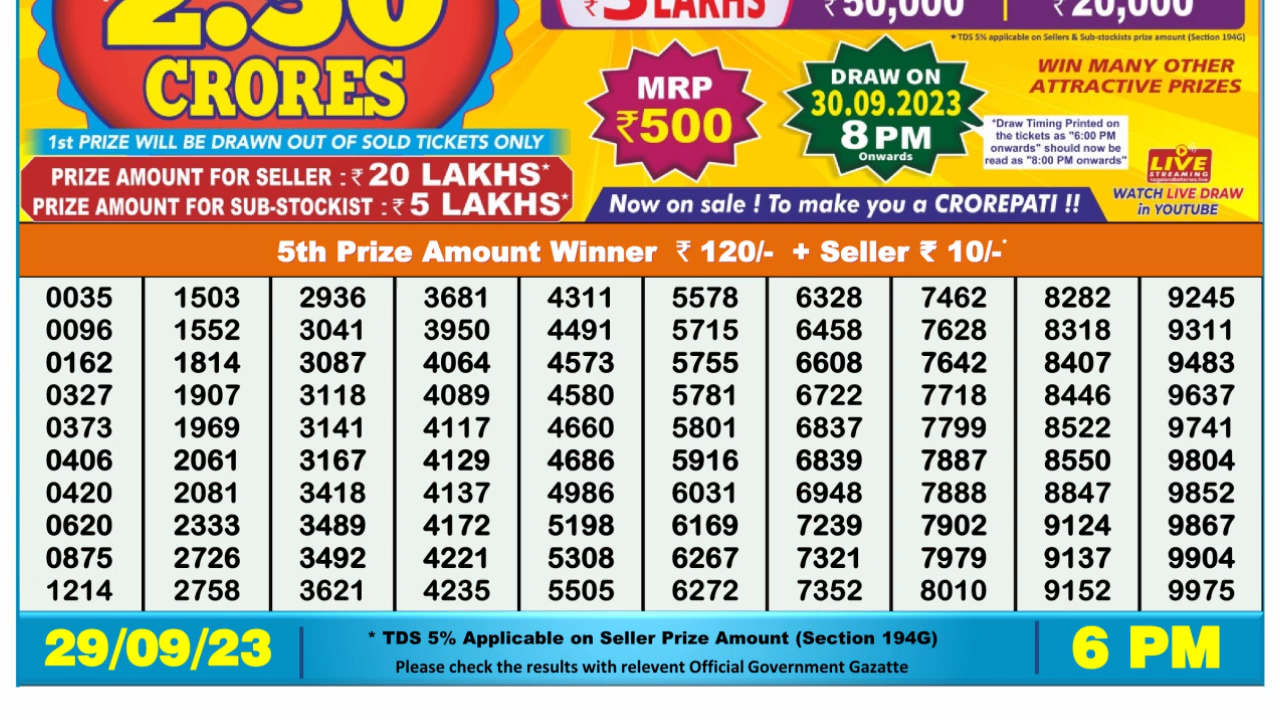 2.50
CRORES
1st PRIZE WILL BE DRAWN OUT OF SOLD TICKETS ONLY
PRIZE AMOUNT FOR SELLER : ₹ 20 LAKHS*
PRIZE AMOUNT FOR SUB-STOCKIST : ₹ 5 LAKHS*
₹ 5 LAKHS
₹ 50,000
₹ 20,000
* TDS 5% applicable on Sellers & Sub-stockists prize amount (Section 194G)
MRP
₹500
DRAW ON
30.09.2023
8 PM
Onwards
WIN MANY OTHER
ATTRACTIVE PRIZES
"Draw Timing Printed on
the tickets as "6:00 PM
onwards" should now be
read as "8:00 PM onwards"
LIVE
STREAMING
WATCH LIVE DRAW
in YOUTUBE
Now on sale ! To make you a CROREPATI !!
5th Prize Amount Winner ₹ 120/- + Seller ₹ 10/-*
0035 1503 2936 3681 4311 5578 6328 7462 8282 9245
0096 1552 3041 3950 4491 5715 6458 7628 8318 9311
0162 1814 3087 4064 4573 5755 6608 7642 8407 9483
0327 1907 3118 4089 4580 5781 6722 7718 8446 9637
0373 1969 3141 4117 4660 5801 6837 7799 8522 9741
0406 2061 3167 4129 4686 5916 6839 7887 8550 9804
0420 2081 3418 4137 4986 6031 6948 7888 8847 9852
0620 2333 3489 4172 5198 6169 7239 7902 9124 9867
0875 2726 3492 4221 5308 6267 7321 7979 9137 9904
1214 2758 3621 4235 5505 6272 7352 8010 9152 9975
29/09/23
* TDS 5% Applicable on Seller Prize Amount (Section 194G)
Please check the results with relevent Official Government Gazatte
6 PM